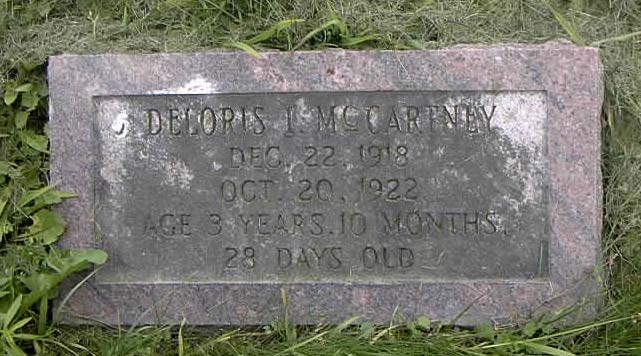 DELORIS I. McCARTNEY
DEC. 22, 1918
OCT. 20, 1922
AGE 3 YEARS, 10 MONTHS,
28 DAYS OLD